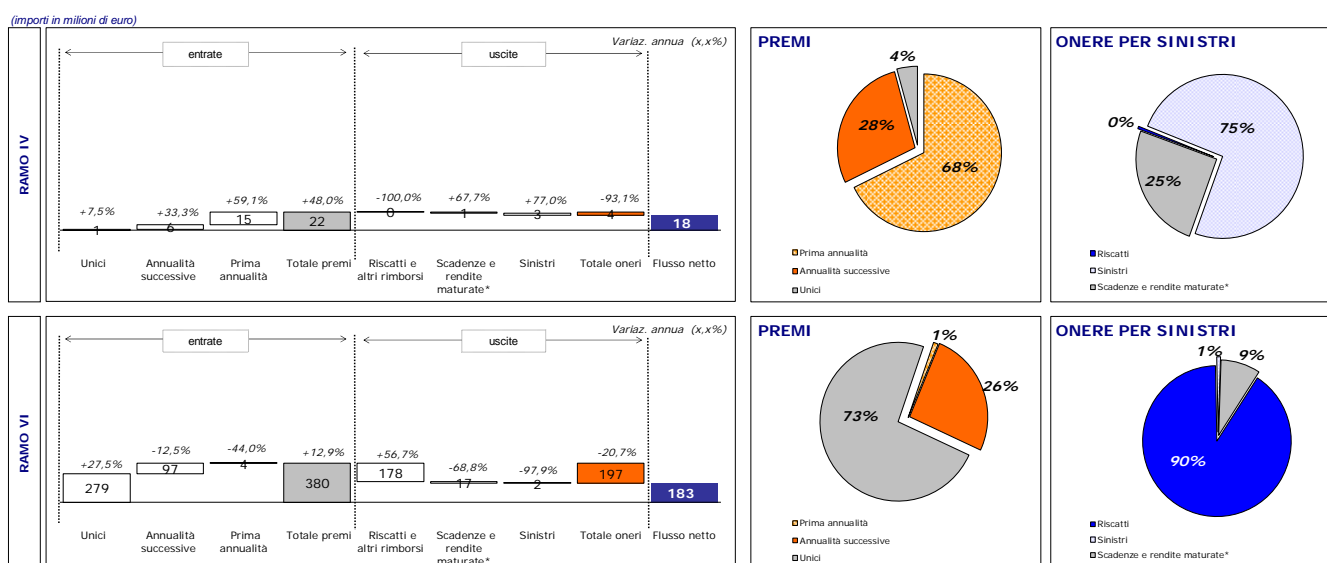 (importi in milioni di euro)
RAMO IV
Variaz. annua (x,x%)
entrate
uscite
+7,5%
+33,3%
+59,1%
+48,0%
-100,0%
+67,7%
+77,0%
-93,1%
1
6
15
22
0
1
3
4
18
Unici
Annualità successive
Prima annualità
Totale premi
Riscatti e altri rimborsi
Scadenze e rendite maturate*
Sinistri
Totale oneri
Flusso netto
PREMI
4%
28%
68%
Prima annualità
Annualità successive
Unici
ONERE PER SINISTRI
0%
75%
25%
Riscatti
Sinistri
Scadenze e rendite maturate*
RAMO VI
Variaz. annua (x,x%)
entrate
uscite
+27,5%
-12,5%
-44,0%
+12,9%
+56,7%
-68,8%
-97,9%
-20,7%
279
97
4
380
178
17
2
197
183
Unici
Annualità successive
Prima annualità
Totale premi
Riscatti e altri rimborsi
Scadenze e rendite maturate*
Sinistri
Totale oneri
Flusso netto
PREMI
1%
26%
73%
Prima annualità
Annualità successive
Unici
ONERE PER SINISTRI
1%
9%
90%
Riscatti
Sinistri
Scadenze e rendite maturate*